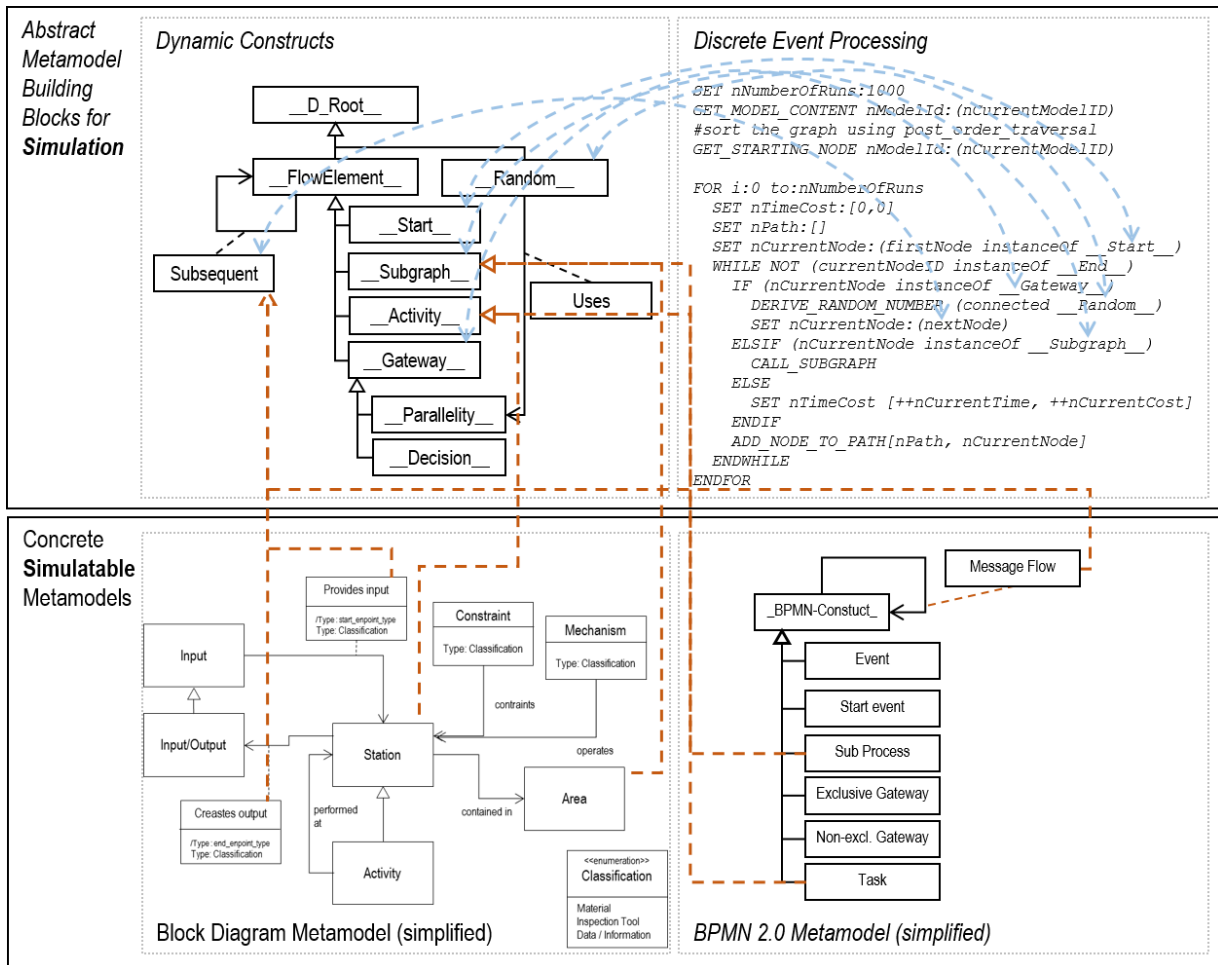 Abstract
Metamodel
Building
Blocks for
Simulation
Dynamic Constructs
__D_Root__
__FlowElement__
__Random__
__Start__
__Subgraph__
Subsequent
Uses
__Activity__
__Gateway__
__Parallelity__
__Decision__
Discrete Event Processing
SET nNumberOfRuns:1000
GET_MODEL_CONTENT nModelId:(nCurrentModelID)
#sort the graph using post_order_traversal
GET_STARTING_NODE nModelId:(nCurrentModelID)
FOR i:0 to:nNumberOfRuns
SET nTimeCost:[0,0]
SET nPath:[]
SET nCurrentNode:(firstNode instanceOf __Start__)
WHILE NOT (currentNodeID instanceOf __End__)
IF (nCurrentNode instanceOf __Gateway__)
DERIVE_RANDOM_NUMBER (connected __Random__)
SET nCurrentNode:(nextNode)
ELSIF (nCurrentNode instanceOf __Subgraph__)
CALL_SUBGRAPH
ELSE
SET nTimeCost [++nCurrentTime, ++nCurrentCost]
ENDIF
ADD_NODE_TO_PATH[nPath, nCurrentNode]
ENDWHILE
ENDFOR
Concrete
Simulatable
Metamodels
Provides input
/Type: start_enpoint_type
Type: Classification
Constraint
Type: Classification
Mechanism
Type: Classification
Input
contraints
Input/Output
Station
operates
Area
contained in
performed
at
Creastes output
/Type: end_enpoint_type
Type: Classification
Activity
<<enumeration>>
Classification
Material
Inspection Tool
Data / Information
Block Diagram Metamodel (simplified)
Message Flow
_BPMN-Constuct_
Event
Start event
Sub Process
Exclusive Gateway
Non-excl. Gateway
Task
BPMN 2.0 Metamodel (simplified)